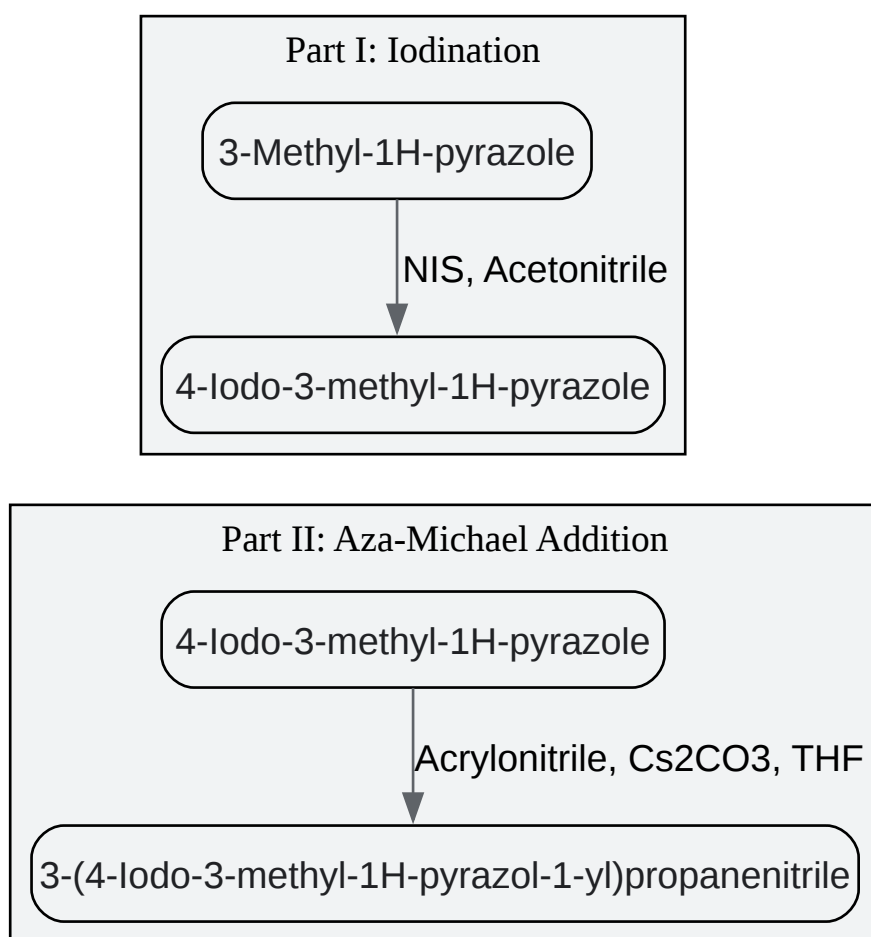 Part I: Iodination
3-Methyl-1H-pyrazole
NIS, Acetonitrile
4-Iodo-3-methyl-1H-pyrazole
Part II: Aza-Michael Addition
4-Iodo-3-methyl-1H-pyrazole
Acrylonitrile, Cs2CO3, THF
3-(4-Iodo-3-methyl-1H-pyrazol-1-yl)propanenitrile